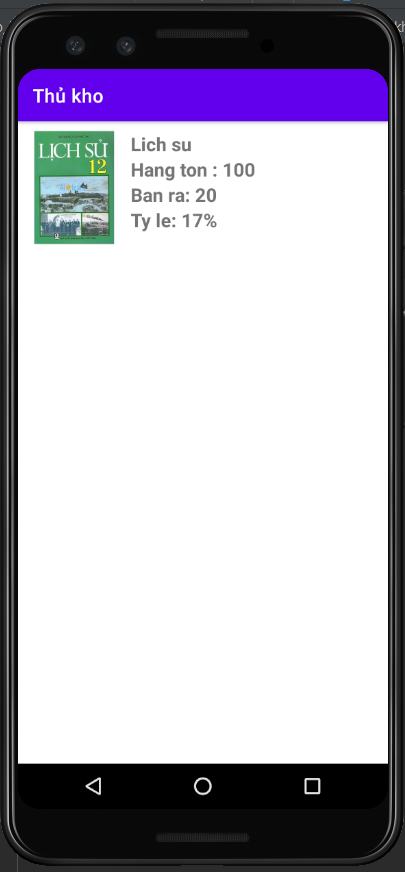 Thủ kho
LỊCH SỬ
12
Lich su
Hang ton : 100
Ban ra: 20
Ty le: 17%